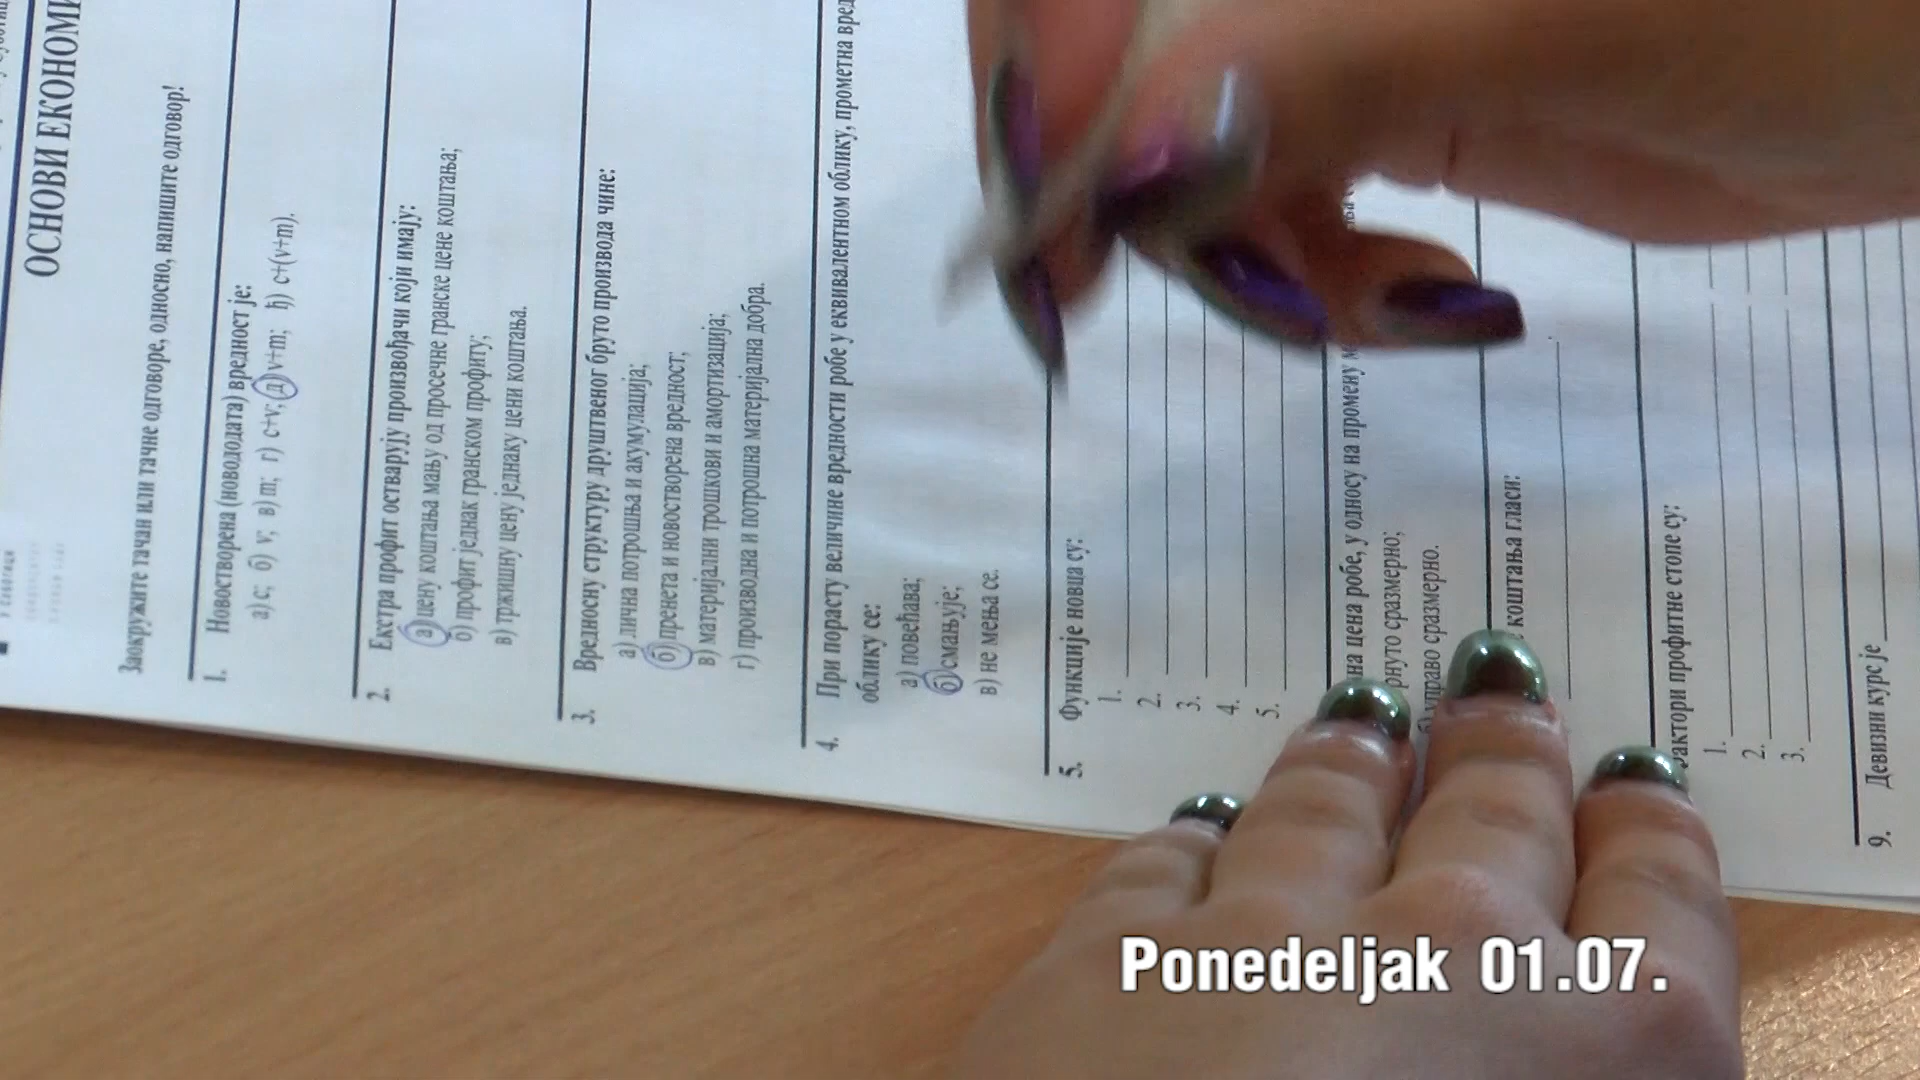 ОСНОВИ ЕКОНОМИ
Заокружите тачан или тачне одговоре, односно, напишите одговор!
1. Новостворена (новододата) вредност је:
а) c; б) v; в) m; г) c+v; д) v+m; ђ) c+(v+m).
2. Екстра профит остварују произвођачи који имају:
а) цену коштања мању од просечне гранске цене коштања;
б) профит једнак гранском профиту;
в) тржишну цену једнаку цени коштања.
3. Вредносну структуру друштвеног бруто производа чине:
а) лична потрошња и акумулација;
б) пренета и новостворена вредност;
в) материјални трошкови и амортизација;
г) производна и потрошна материјална добра.
4. При порасту величине вредности робе у еквивалентном облику, прометна вред
облику се:
а) повећава;
б) смањује;
в) не мења се.
5. Функције новца су:
1.
2.
3.
4.
5.
на цена робе, у односу на промену
рнуто сразмерно;
б) управо сразмерно.
коштања гласи:
Фактори профитне стопе су:
1.
2.
3.
9. Девизни курс је
Ponedeljak 01.07.